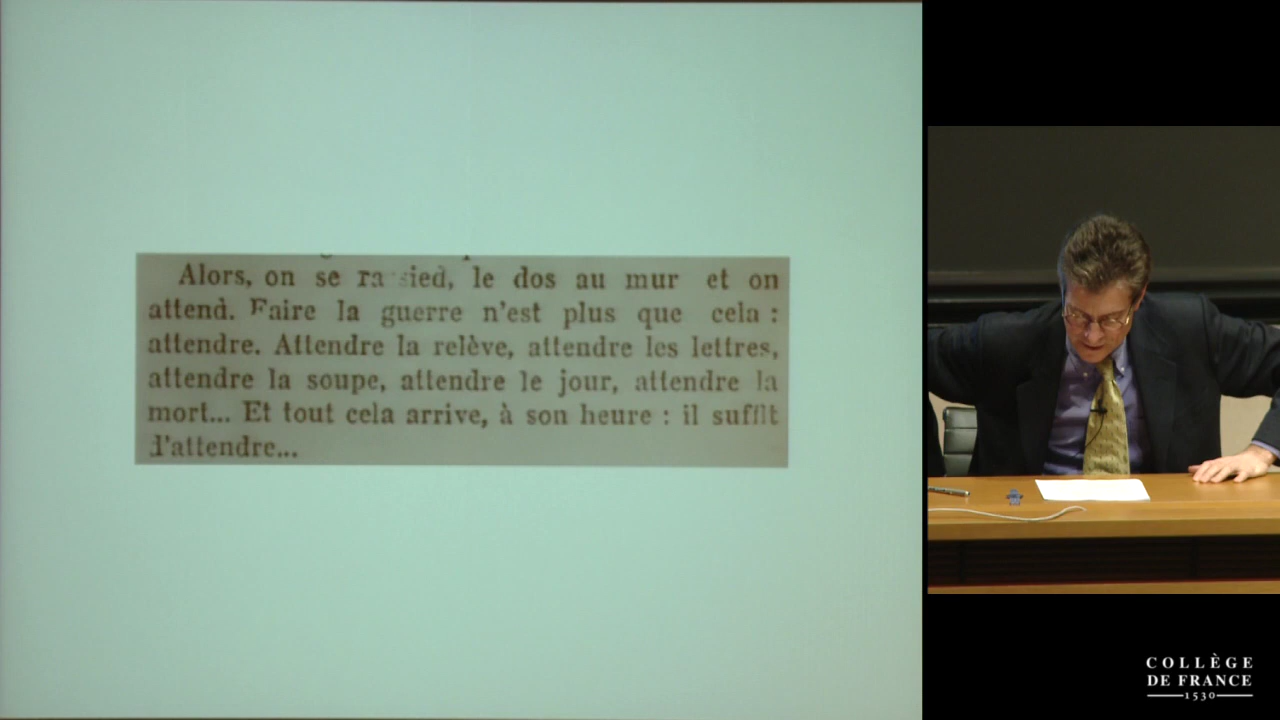 Alors, on se rassied, le dos au mur et on
attend. Faire la guerre n'est plus que cela :
attendre. Attendre la relève, attendre les lettres,
attendre la soupe, attendre le jour, attendre la
mort... Et tout cela arrive, à son heure : il suffit
d'attendre...
COLLÈGE
DE FRANCE
1530